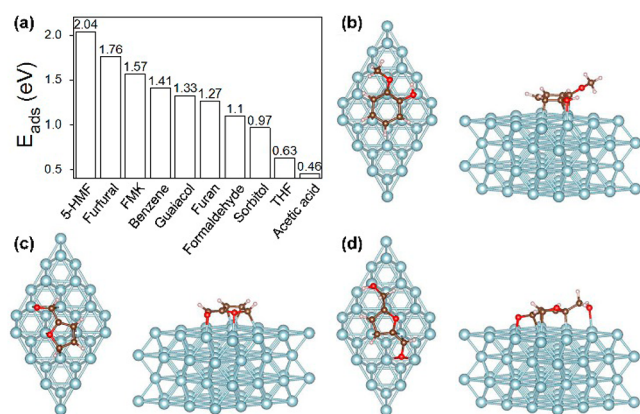 (a)
E_ads (eV)
2.0
1.5
1.0
0.5
2.04
1.76
1.57
1.41
1.33
1.27
1.1
0.97
0.63
0.46
5-HMF
Furfural
FMK
Benzene
Guaiacol
Furan
Formaldehyde
Sorbitol
THF
Acetic acid
(b)
(c)
(d)